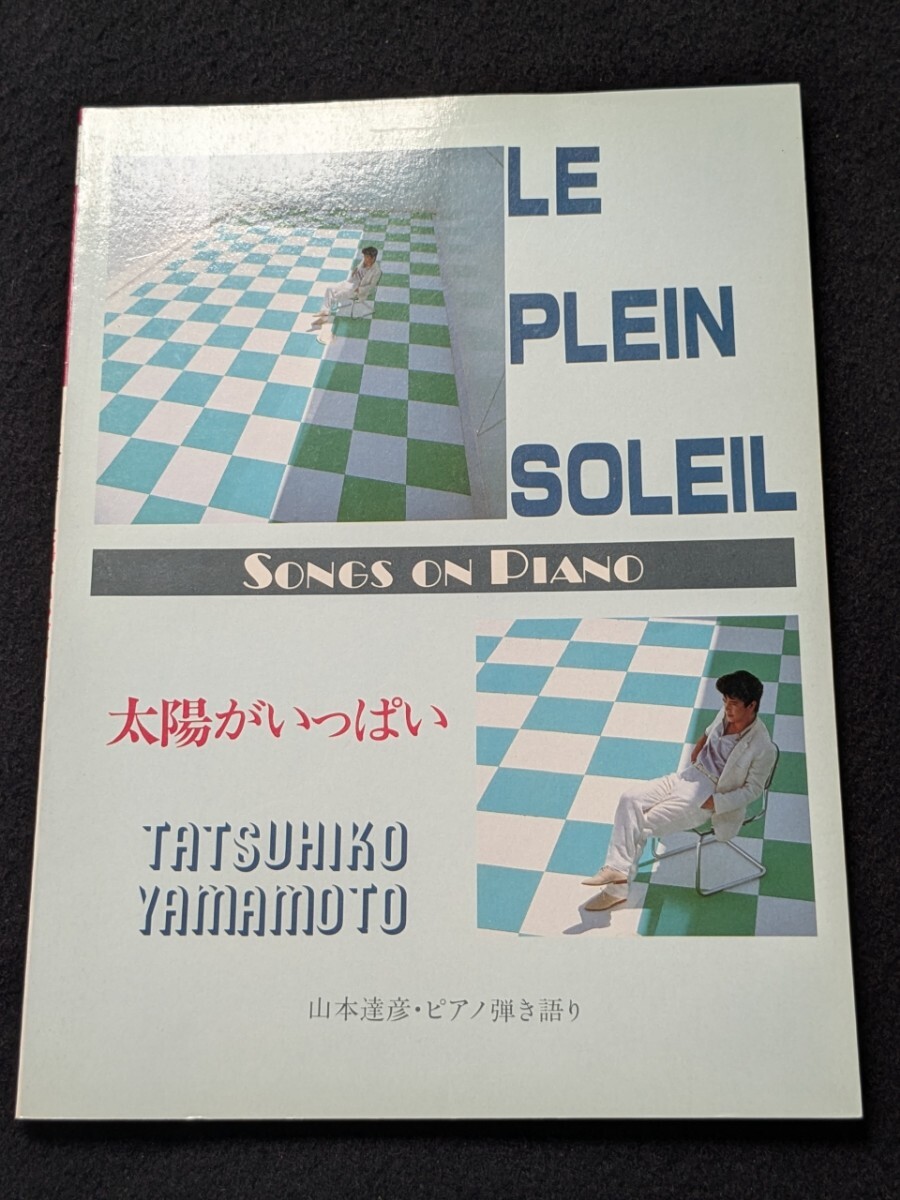 LE
PLEIN
SOLEIL
SONGS ON PIANO
太陽がいっぱい
TATSUHIKO
YAMAMOTO
山本達彦・ピアノ弾き語り